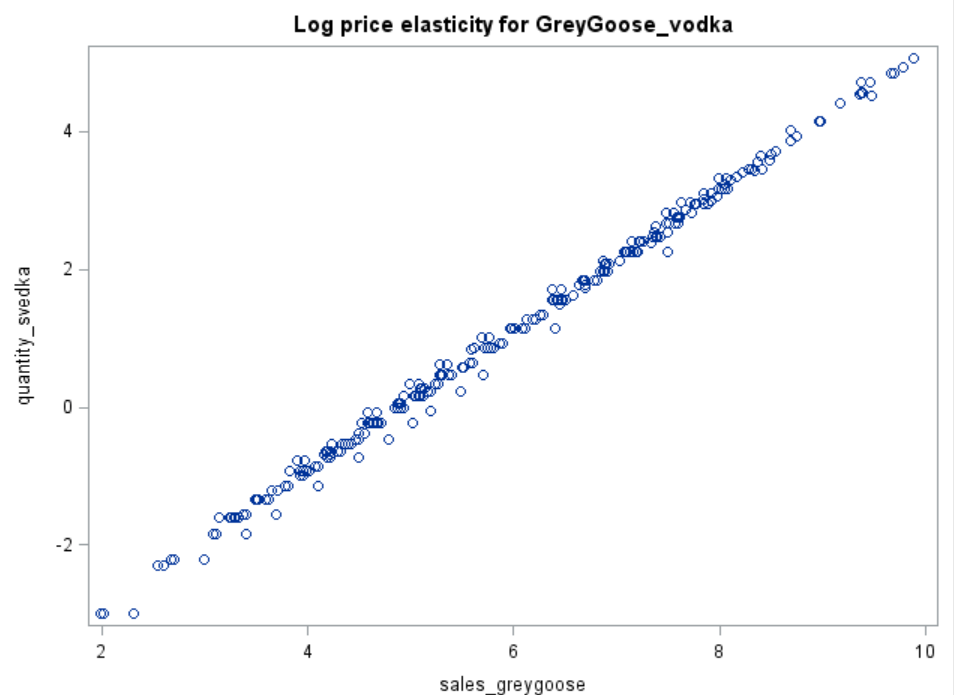 Log price elasticity for GreyGoose_vodka
quantity_svedka
4
2
0
-2
2 4 6 8 10
sales_greygoose